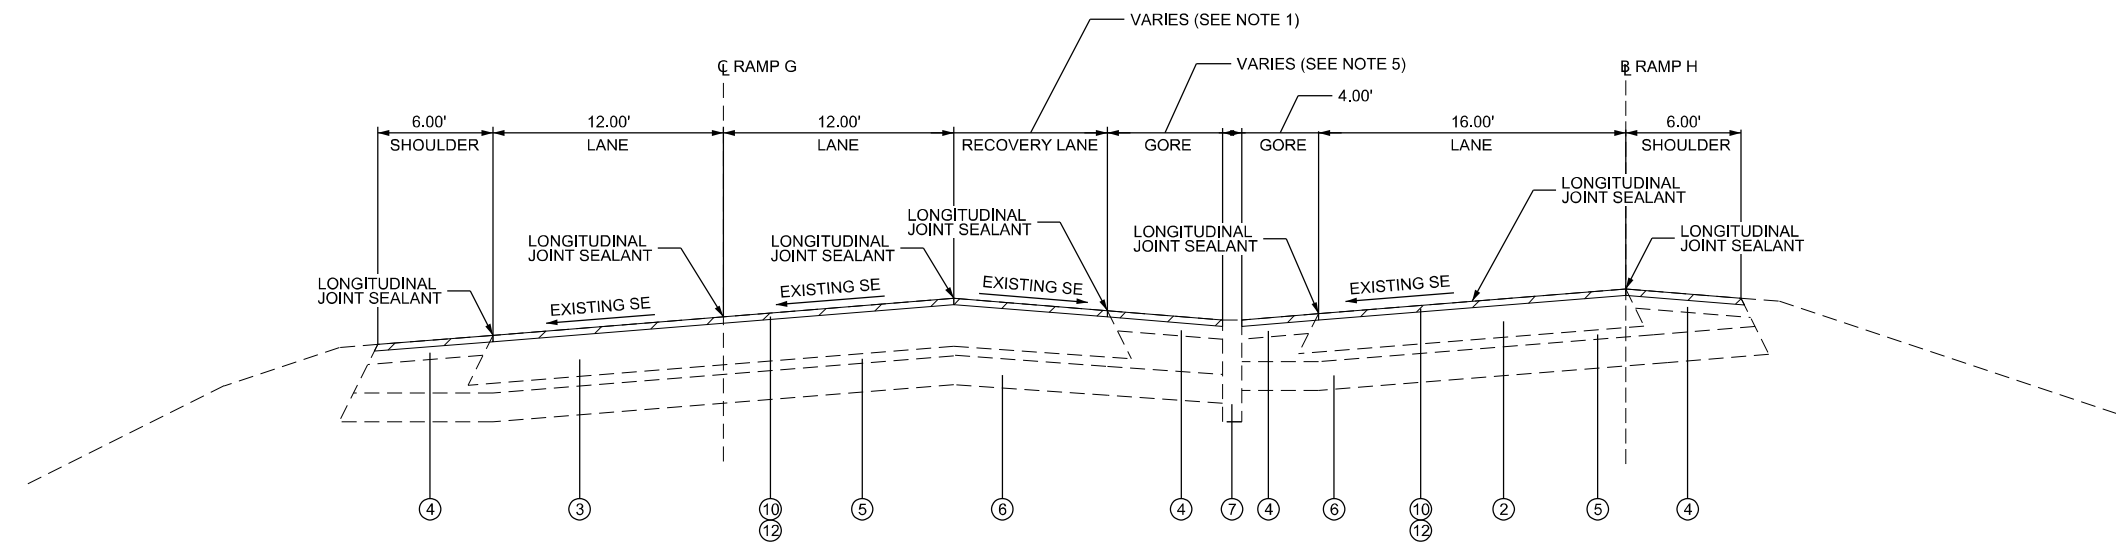 VARIES (SEE NOTE 1)
℄ RAMP G
VARIES (SEE NOTE 5)
B̲L RAMP H
4.00'
6.00'
SHOULDER
12.00'
LANE
12.00'
LANE
RECOVERY LANE
GORE
GORE
16.00'
LANE
6.00'
SHOULDER
LONGITUDINAL
JOINT SEALANT
LONGITUDINAL
JOINT SEALANT
LONGITUDINAL
JOINT SEALANT
LONGITUDINAL
JOINT SEALANT
LONGITUDINAL
JOINT SEALANT
LONGITUDINAL
JOINT SEALANT
LONGITUDINAL
JOINT SEALANT
EXISTING SE
EXISTING SE
EXISTING SE
EXISTING SE
4
3
10
12
5
6
4
7
4
6
10
12
2
5
4